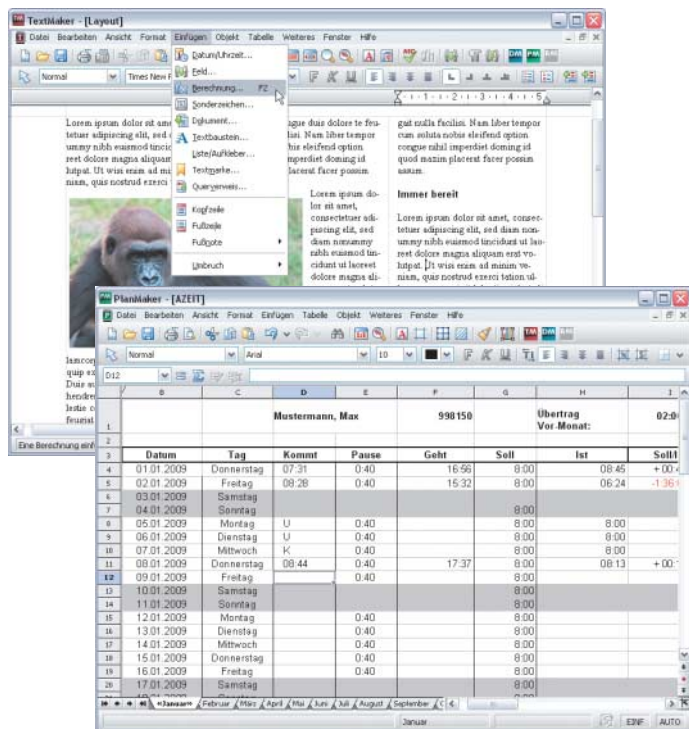 TextMaker - [Layout]
Datei Bearbeiten Ansicht Format Einfügen Objekt Tabelle Weiteres Fenster Hilfe
Normal Times New
Datum/Uhrzeit...
Feld...
Berechnung... F2
Sonderzeichen...
Dokument...
Textbaustein...
Liste/Aufkleber...
Textmarke...
Querverweis...
Kopfzeile
Fußzeile
Fußnote
Umbruch
Lorem ipsum dolor sit
tetuer adipiscing elit, sed
ummy nibh euismod
reet dolore magna aliquam
lutpat. Ut wisi enim ad
niam, quis nostrud exerci
duis dolore te feu-
Nam liber tempor
eleifend option
imperdiet doming id
placerat facer possim
Lorem ipsum do-
lor sit amet,
consectetuer adi-
piscing elit, sed
diam nonummy
nibh euismod tin-
cidunt ut laoreet
dolore magna ali-
gait nulla facilisi. Nam liber tempor
cum soluta nobis eleifend option
congue nihil imperdiet doming id
quod mazim placerat facer possim
assum.
Immer bereit
Lorem ipsum dolor sit amet, consec-
tetuer adipiscing elit, sed diam non-
ummy nibh euismod tincidunt ut lao-
reet dolore magna aliquam erat vo-
lutpat. Ut wisi enim ad minim ve-
niam, quis nostrud exerci tation ul-
PlanMaker - [AZEIT]
Datei Bearbeiten Ansicht Format Einfügen Tabelle Objekt Weiteres Fenster Hilfe
Normal Arial 10
D12
B C D E F G H I
1 Mustermann, Max 998150 Übertrag Vor-Monat: 02:0
2
3 Datum Tag Kommt Pause Geht Soll Ist Soll/I
4 01.01.2009 Donnerstag 07:31 0:40 16:56 8:00 08:45 +00:
5 02.01.2009 Freitag 08:28 0:40 15:32 8:00 06:24 -1:36
6 03.01.2009 Samstag
7 04.01.2009 Sonntag 8:00
8 05.01.2009 Montag U 0:40 8:00 8:00
9 06.01.2009 Dienstag U 0:40 8:00 8:00
10 07.01.2009 Mittwoch K 0:40 8:00 8:00
11 08.01.2009 Donnerstag 08:44 0:40 17:37 8:00 08:13 +00:
12 09.01.2009 Freitag 0:40 8:00
13 10.01.2009 Samstag 8:00
14 11.01.2009 Sonntag 8:00
15 12.01.2009 Montag 0:40 8:00
16 13.01.2009 Dienstag 0:40 8:00
17 14.01.2009 Mittwoch 0:40 8:00
18 15.01.2009 Donnerstag 0:40 8:00
19 16.01.2009 Freitag 0:40 8:00
20 17.01.2009 Samstag 8:00
«Januar» Februar März April Mai Juni Juli August September
Januar EINF AUTO
Eine Berechnung